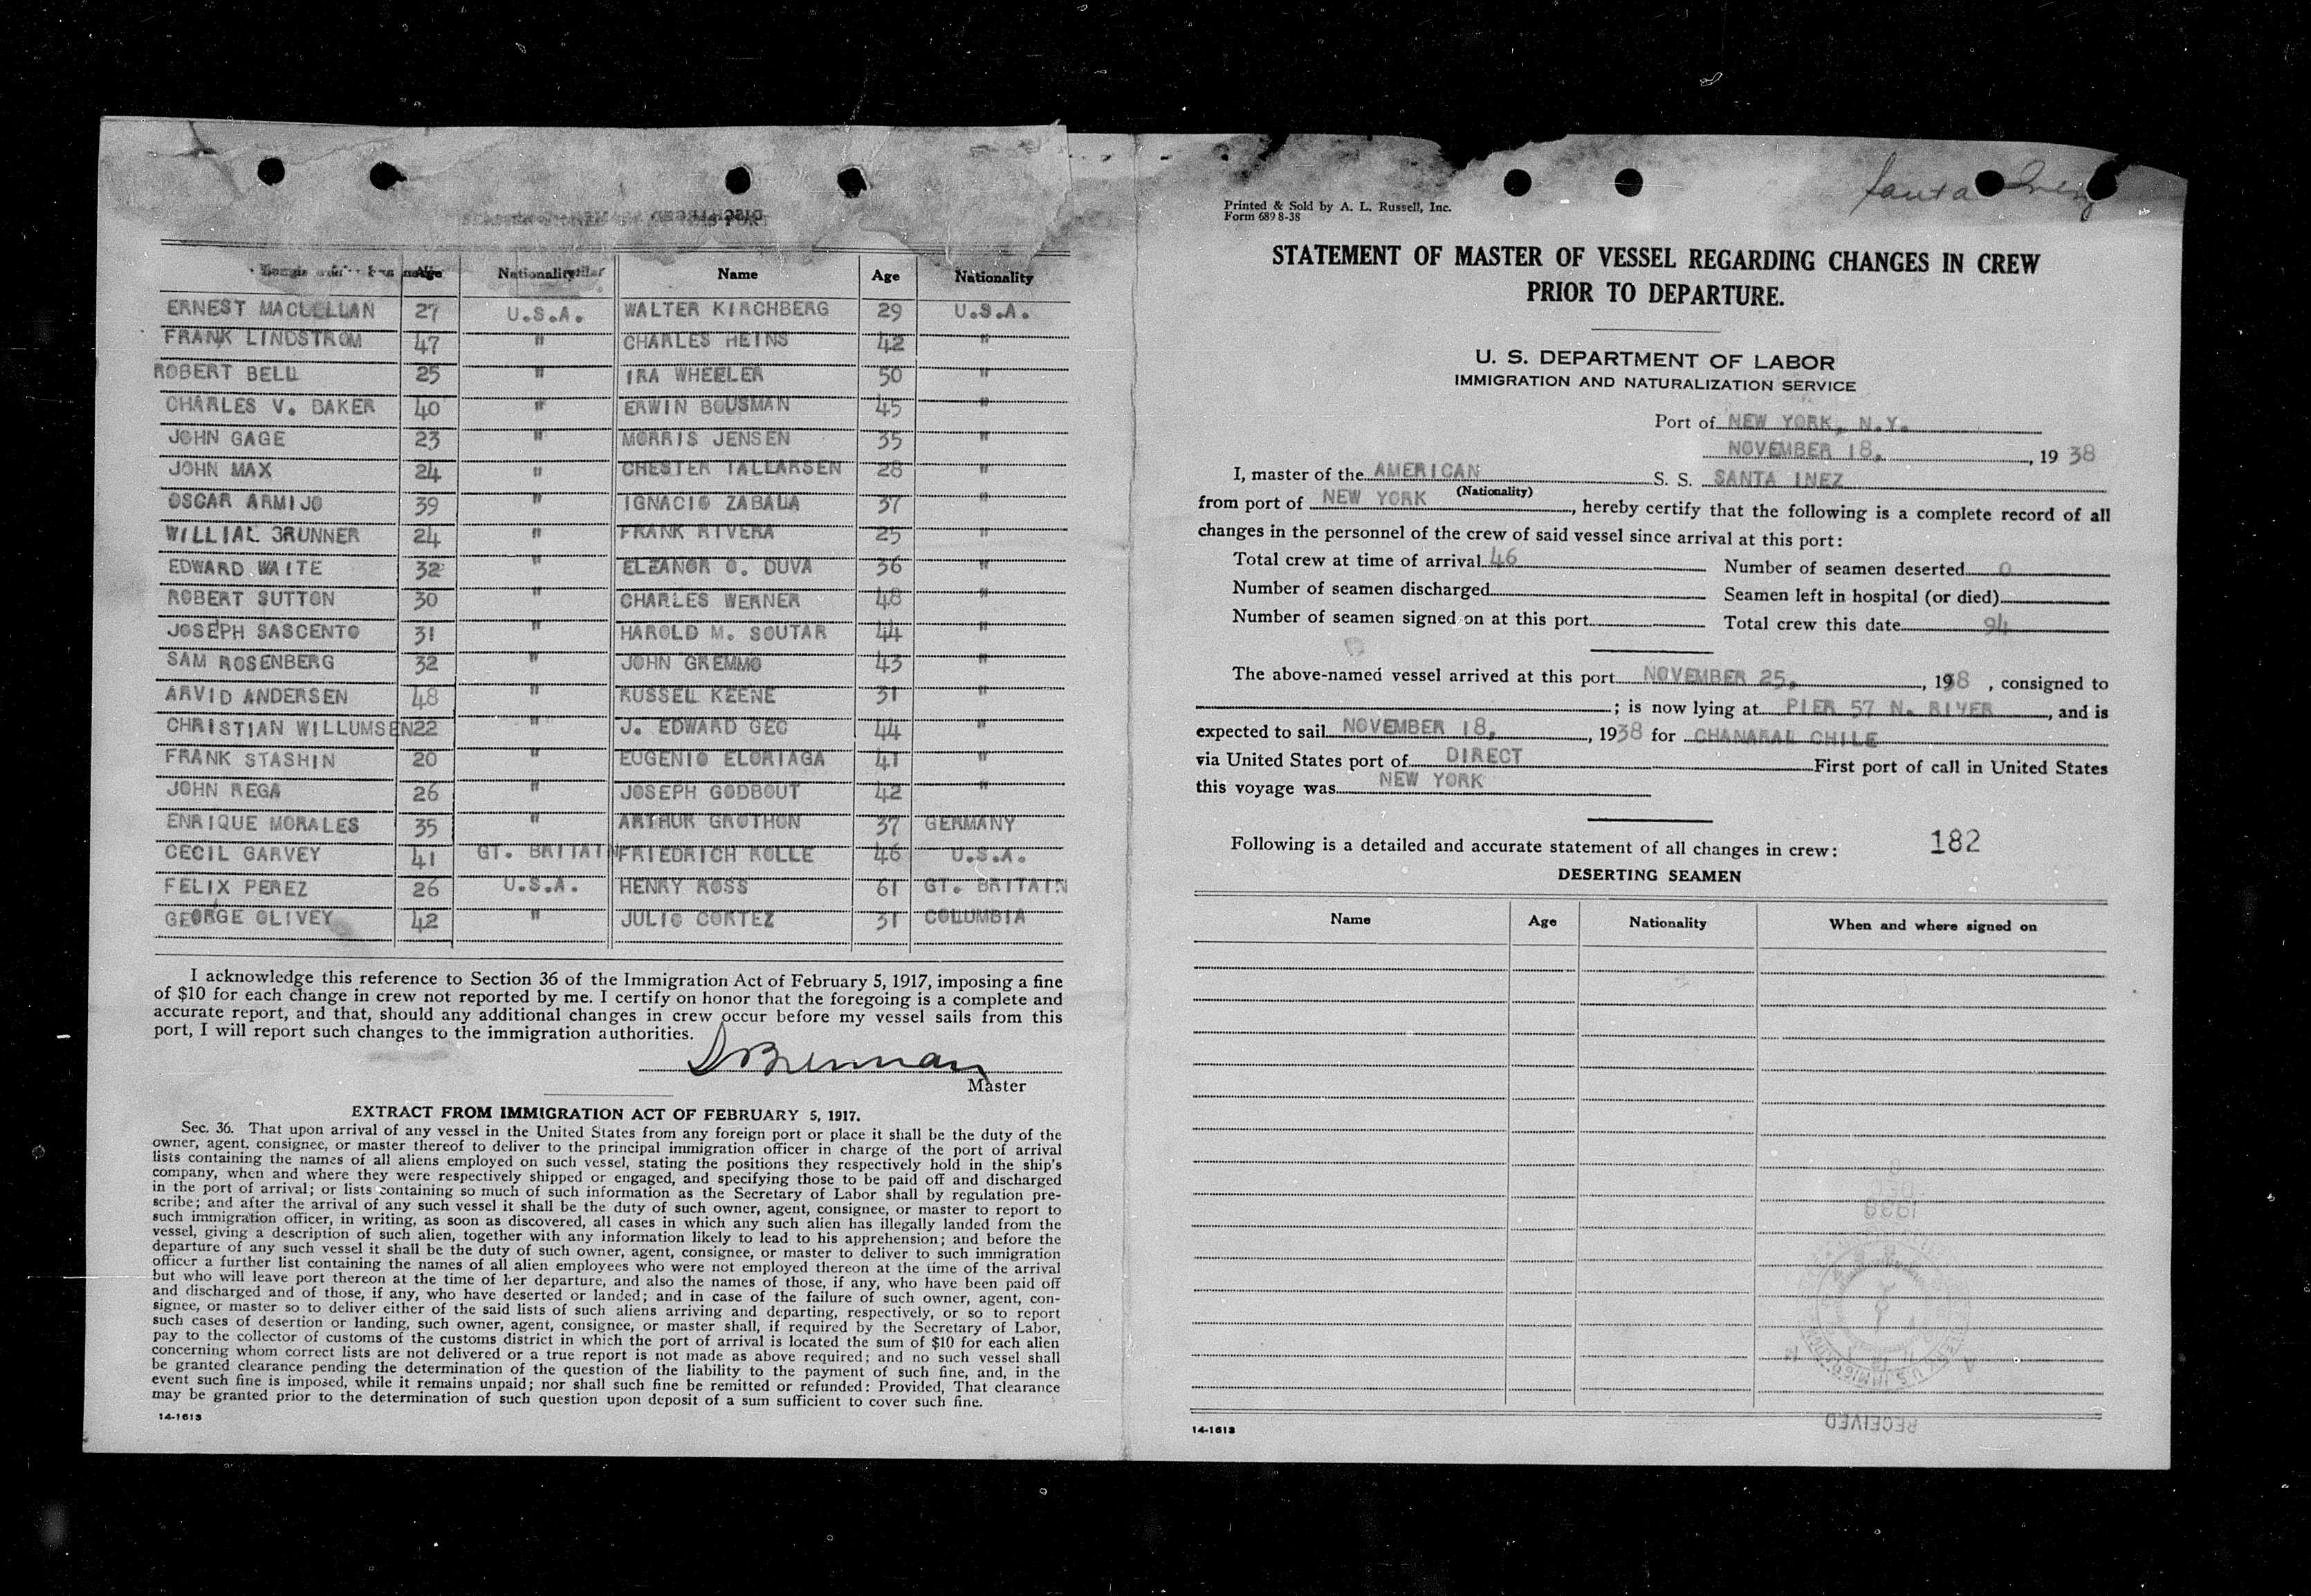 DISCHARGED
Age Nationality Name Age Nationality
ERNEST MACLELLAN 27 U.S.A. WALTER KIRCHBERG 29 U.S.A.
FRANK LINDSTROM 47 " CHARLES HEINS 42 "
ROBERT BELL 25 " IRA WHEELER 50 "
CHARLES V. BAKER 40 " ERWIN BOUSMAN 45 "
JOHN GAGE 23 " MORRIS JENSEN 35 "
JOHN MAX 24 " CHESTER TALLARSEN 28 "
OSCAR ARMIJO 39 " IGNACIO ZABALA 37 "
WILLIAM BRUNNER 24 " FRANK RIVERA 25 "
EDWARD WAITE 32 " ELEANOR O. DUVA 36 "
ROBERT SUTTON 30 " CHARLES WERNER 48 "
JOSEPH SASCENTO 31 " HAROLD M. SOUTAR 44 "
SAM ROSENBERG 32 " JOHN GREMMO 43 "
ARVID ANDERSEN 48 " RUSSEL KEENE 31 "
CHRISTIAN WILLUMSEN 22 " J. EDWARD GEO 44 "
FRANK STASHIN 20 " EUGENIO ELORIAGA 41 "
JOHN REGA 26 " JOSEPH GODBOUT 42 "
ENRIQUE MORALES 35 " ARTHUR GROTHON 37 GERMANY
CECIL GARVEY 41 GT. BRITAIN FRIEDRICH ROLLE 46 U.S.A.
FELIX PEREZ 26 U.S.A. HENRY ROSS 61 GT. BRITAIN
GEORGE OLIVEY 42 " JULIO CORTEZ 31 COLUMBIA
I acknowledge this reference to Section 36 of the Immigration Act of February 5, 1917, imposing a fine
of $10 for each change in crew not reported by me. I certify on honor that the foregoing is a complete and
accurate report, and that, should any additional changes in crew occur before my vessel sails from this
port, I will report such changes to the immigration authorities.
Brennan
Master
EXTRACT FROM IMMIGRATION ACT OF FEBRUARY 5, 1917.
Sec. 36. That upon arrival of any vessel in the United States from any foreign port or place it shall be the duty of the
owner, agent, consignee, or master thereof to deliver to the principal immigration officer in charge of the port of arrival
lists containing the names of all aliens employed on such vessel, stating the positions they respectively hold in the ship's
company, when and where they were respectively shipped or engaged, and specifying those to be paid off and discharged
in the port of arrival; or lists containing so much of such information as the Secretary of Labor shall by regulation pre-
scribe; and after the arrival of any such vessel it shall be the duty of such owner, agent, consignee, or master to report to
such immigration officer, in writing, as soon as discovered, all cases in which any such alien has illegally landed from the
vessel, giving a description of such alien, together with any information likely to lead to his apprehension; and before the
departure of any such vessel it shall be the duty of such owner, agent, consignee, or master to deliver to such immigration
officer a further list containing the names of all alien employees who were not employed thereon at the time of the arrival
but who will leave port thereon at the time of her departure, and also the names of those, if any, who have been paid off
and discharged and of those, if any, who have deserted or landed; and in case of the failure of such owner, agent, con-
signee, or master so to deliver either of the said lists of such aliens arriving and departing, respectively, or so to report
such cases of desertion or landing, such owner, agent, consignee, or master shall, if required by the Secretary of Labor,
pay to the collector of customs of the customs district in which the port of arrival is located the sum of $10 for each alien
concerning whom correct lists are not delivered or a true report is not made as above required; and no such vessel shall
be granted clearance pending the determination of the question of the liability to the payment of such fine, and, in the
event such fine is imposed, while it remains unpaid; nor shall such fine be remitted or refunded: Provided, That clearance
may be granted prior to the determination of such question upon deposit of a sum sufficient to cover such fine.
14-1613
Santa Inez
Printed & Sold by A. L. Russell, Inc.
Form 689 8-38
STATEMENT OF MASTER OF VESSEL REGARDING CHANGES IN CREW
PRIOR TO DEPARTURE.
U. S. DEPARTMENT OF LABOR
IMMIGRATION AND NATURALIZATION SERVICE
Port of NEW YORK, N.Y.
NOVEMBER 18, , 1938
I, master of the AMERICAN S. S. SANTA INEZ
(Nationality)
from port of NEW YORK , hereby certify that the following is a complete record of all
changes in the personnel of the crew of said vessel since arrival at this port:
Total crew at time of arrival 46 Number of seamen deserted 0
Number of seamen discharged Seamen left in hospital (or died)
Number of seamen signed on at this port Total crew this date 94
The above-named vessel arrived at this port NOVEMBER 25, , 1938 , consigned to
; is now lying at PIER 57 N. RIVER , and is
expected to sail NOVEMBER 18, , 1938 for CHANARAL CHILE
via United States port of DIRECT First port of call in United States
this voyage was NEW YORK
Following is a detailed and accurate statement of all changes in crew: 182
DESERTING SEAMEN
Name Age Nationality When and where signed on
DEC
1938
U.S. IMMIGRATION
RECEIVED
14-1613